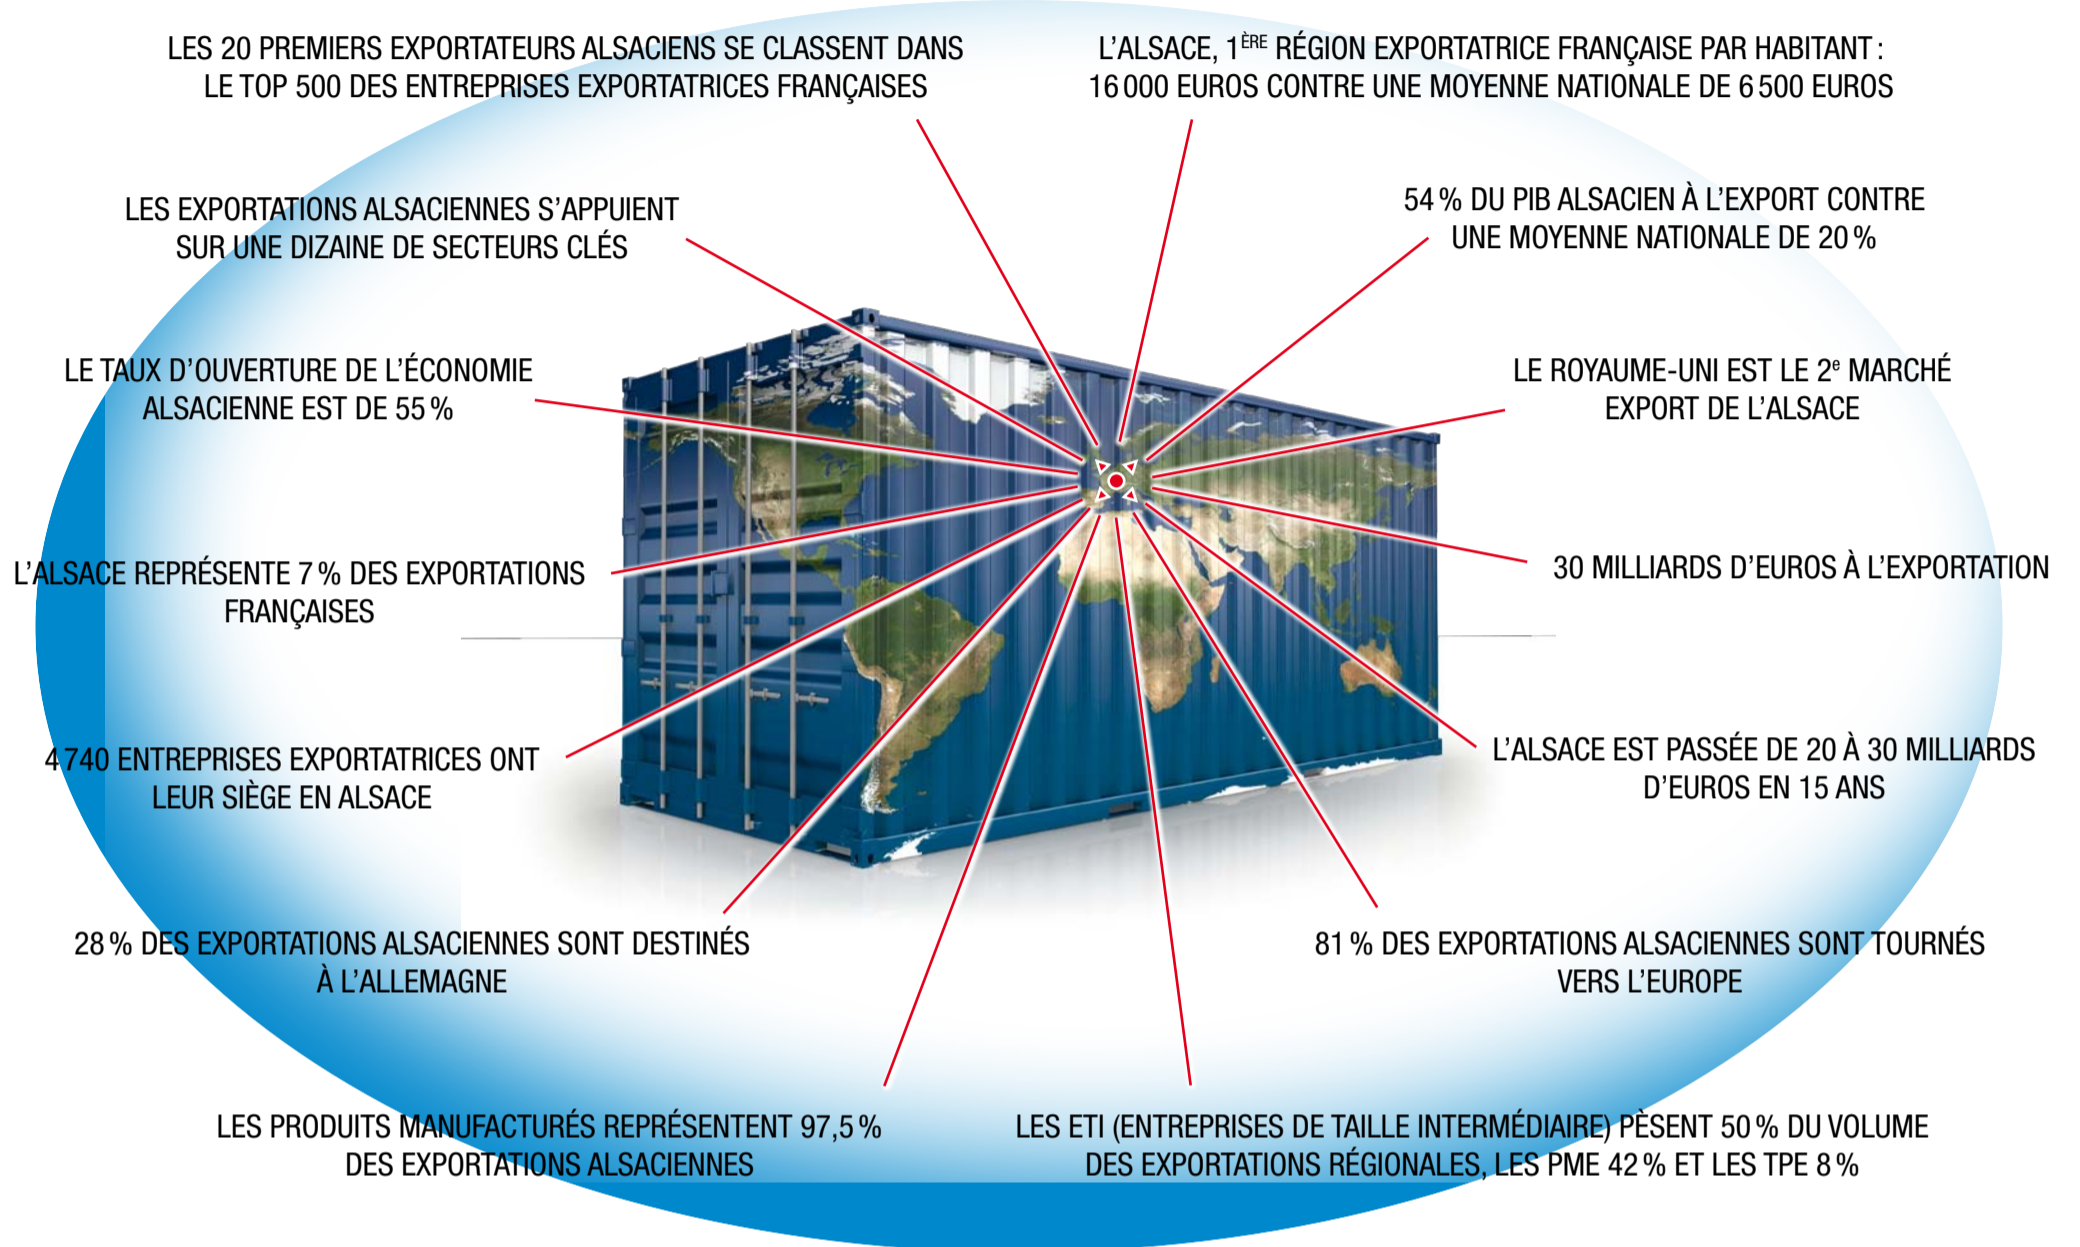 LES 20 PREMIERS EXPORTATEURS ALSACIENS SE CLASSENT DANS
LE TOP 500 DES ENTREPRISES EXPORTATRICES FRANÇAISES
L’ALSACE, 1ÈRE RÉGION EXPORTATRICE FRANÇAISE PAR HABITANT :
16 000 EUROS CONTRE UNE MOYENNE NATIONALE DE 6 500 EUROS
LES EXPORTATIONS ALSACIENNES S’APPUIENT
SUR UNE DIZAINE DE SECTEURS CLÉS
54 % DU PIB ALSACIEN À L’EXPORT CONTRE
UNE MOYENNE NATIONALE DE 20 %
LE TAUX D’OUVERTURE DE L’ÉCONOMIE
ALSACIENNE EST DE 55 %
LE ROYAUME-UNI EST LE 2e MARCHÉ
EXPORT DE L’ALSACE
L’ALSACE REPRÉSENTE 7 % DES EXPORTATIONS
FRANÇAISES
30 MILLIARDS D’EUROS À L’EXPORTATION
4 740 ENTREPRISES EXPORTATRICES ONT
LEUR SIÈGE EN ALSACE
L’ALSACE EST PASSÉE DE 20 À 30 MILLIARDS
D’EUROS EN 15 ANS
28 % DES EXPORTATIONS ALSACIENNES SONT DESTINÉS
À L’ALLEMAGNE
81 % DES EXPORTATIONS ALSACIENNES SONT TOURNÉS
VERS L’EUROPE
LES PRODUITS MANUFACTURÉS REPRÉSENTENT 97,5 %
DES EXPORTATIONS ALSACIENNES
LES ETI (ENTREPRISES DE TAILLE INTERMÉDIAIRE) PÈSENT 50 % DU VOLUME
DES EXPORTATIONS RÉGIONALES, LES PME 42 % ET LES TPE 8 %